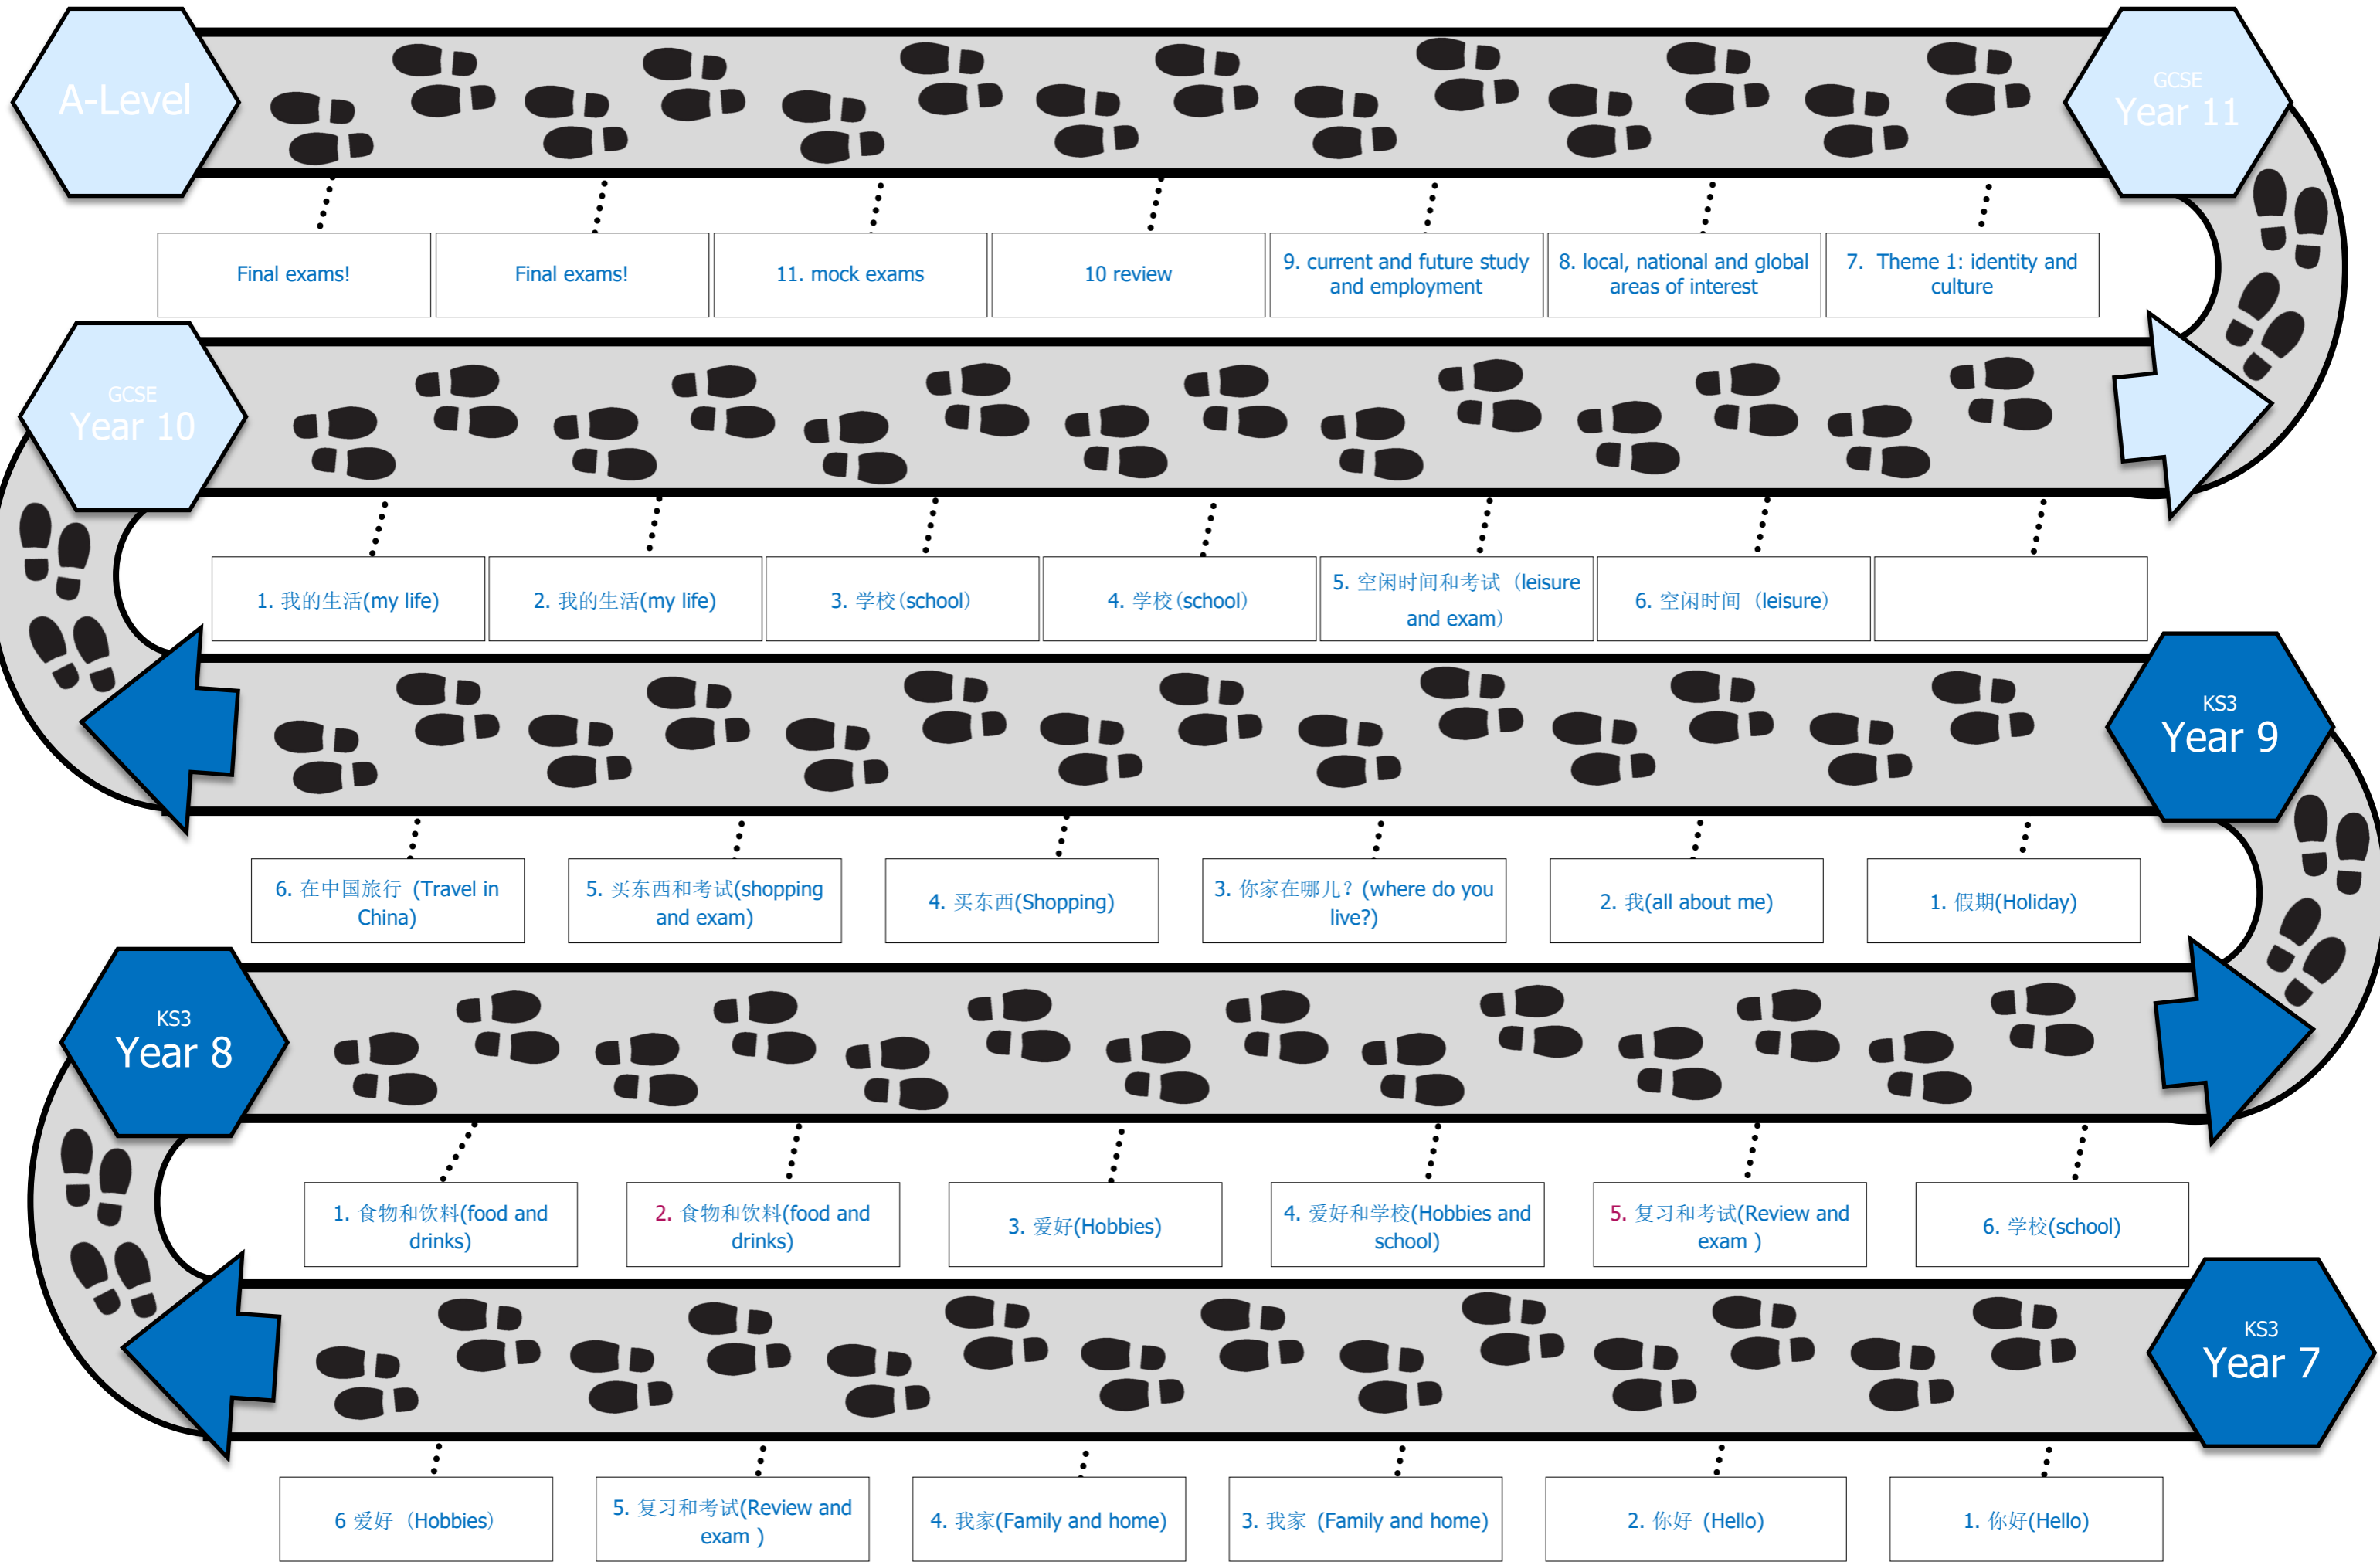 A-Level
GCSE
Year 11
Final exams!
Final exams!
11. mock exams
10 review
9. current and future study
and employment
8. local, national and global
areas of interest
7. Theme 1: identity and
culture
GCSE
Year 10
1. 我的生活(my life)
2. 我的生活(my life)
3. 学校（school）
4. 学校（school）
5. 空闲时间和考试（leisure
and exam）
6. 空闲时间（leisure）
KS3
Year 9
6. 在中国旅行 (Travel in
China)
5. 买东西和考试(shopping
and exam)
4. 买东西(Shopping)
3. 你家在哪儿？(where do you
live?)
2. 我(all about me)
1. 假期(Holiday)
KS3
Year 8
1. 食物和饮料(food and
drinks)
2. 食物和饮料(food and
drinks)
3. 爱好(Hobbies)
4. 爱好和学校(Hobbies and
school)
5. 复习和考试(Review and
exam )
6. 学校(school)
KS3
Year 7
6 爱好（Hobbies）
5. 复习和考试(Review and
exam )
4. 我家(Family and home)
3. 我家 (Family and home)
2. 你好 (Hello)
1. 你好(Hello)